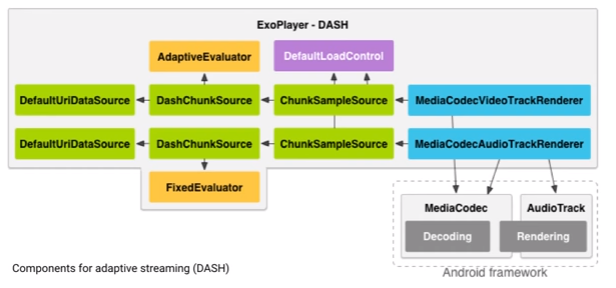 ExoPlayer - DASH
AdaptiveEvaluator
DefaultLoadControl
DefaultUriDataSource
DashChunkSource
ChunkSampleSource
MediaCodecVideoTrackRenderer
DefaultUriDataSource
DashChunkSource
ChunkSampleSource
MediaCodecAudioTrackRenderer
FixedEvaluator
MediaCodec
AudioTrack
Decoding
Rendering
Components for adaptive streaming (DASH)
Android framework